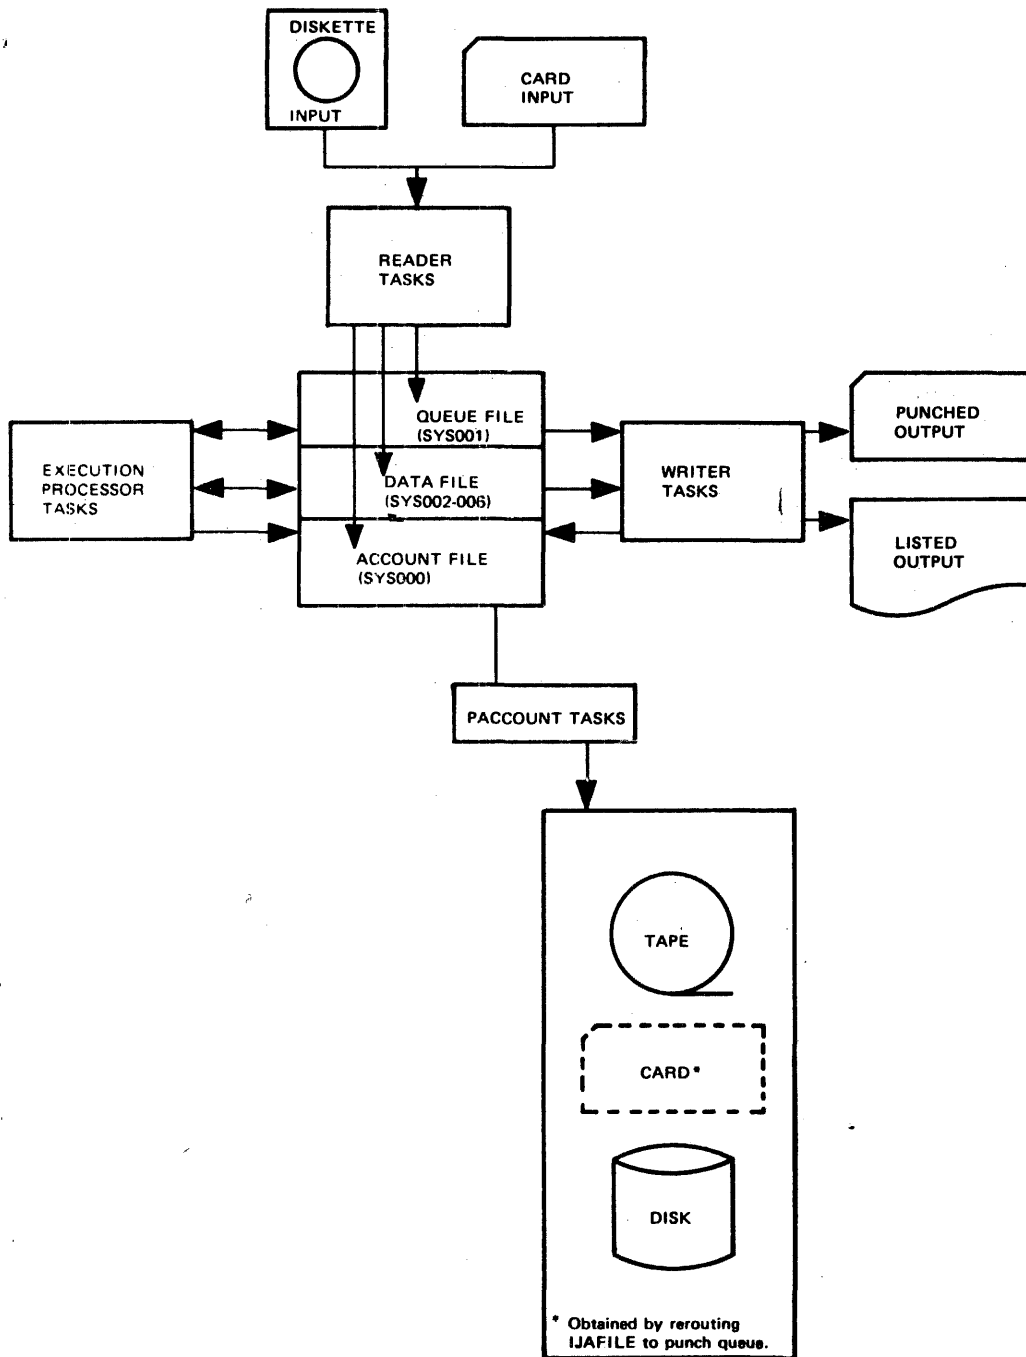 DISKETTE
INPUT
CARD
INPUT
READER
TASKS
QUEUE FILE
(SYS001)
DATA FILE
(SYS002-006)
ACCOUNT FILE
(SYS000)
EXECUTION
PROCESSOR
TASKS
WRITER
TASKS
PUNCHED
OUTPUT
LISTED
OUTPUT
PACCOUNT TASKS
TAPE
CARD*
DISK
* Obtained by rerouting
IJAFILE to punch queue.